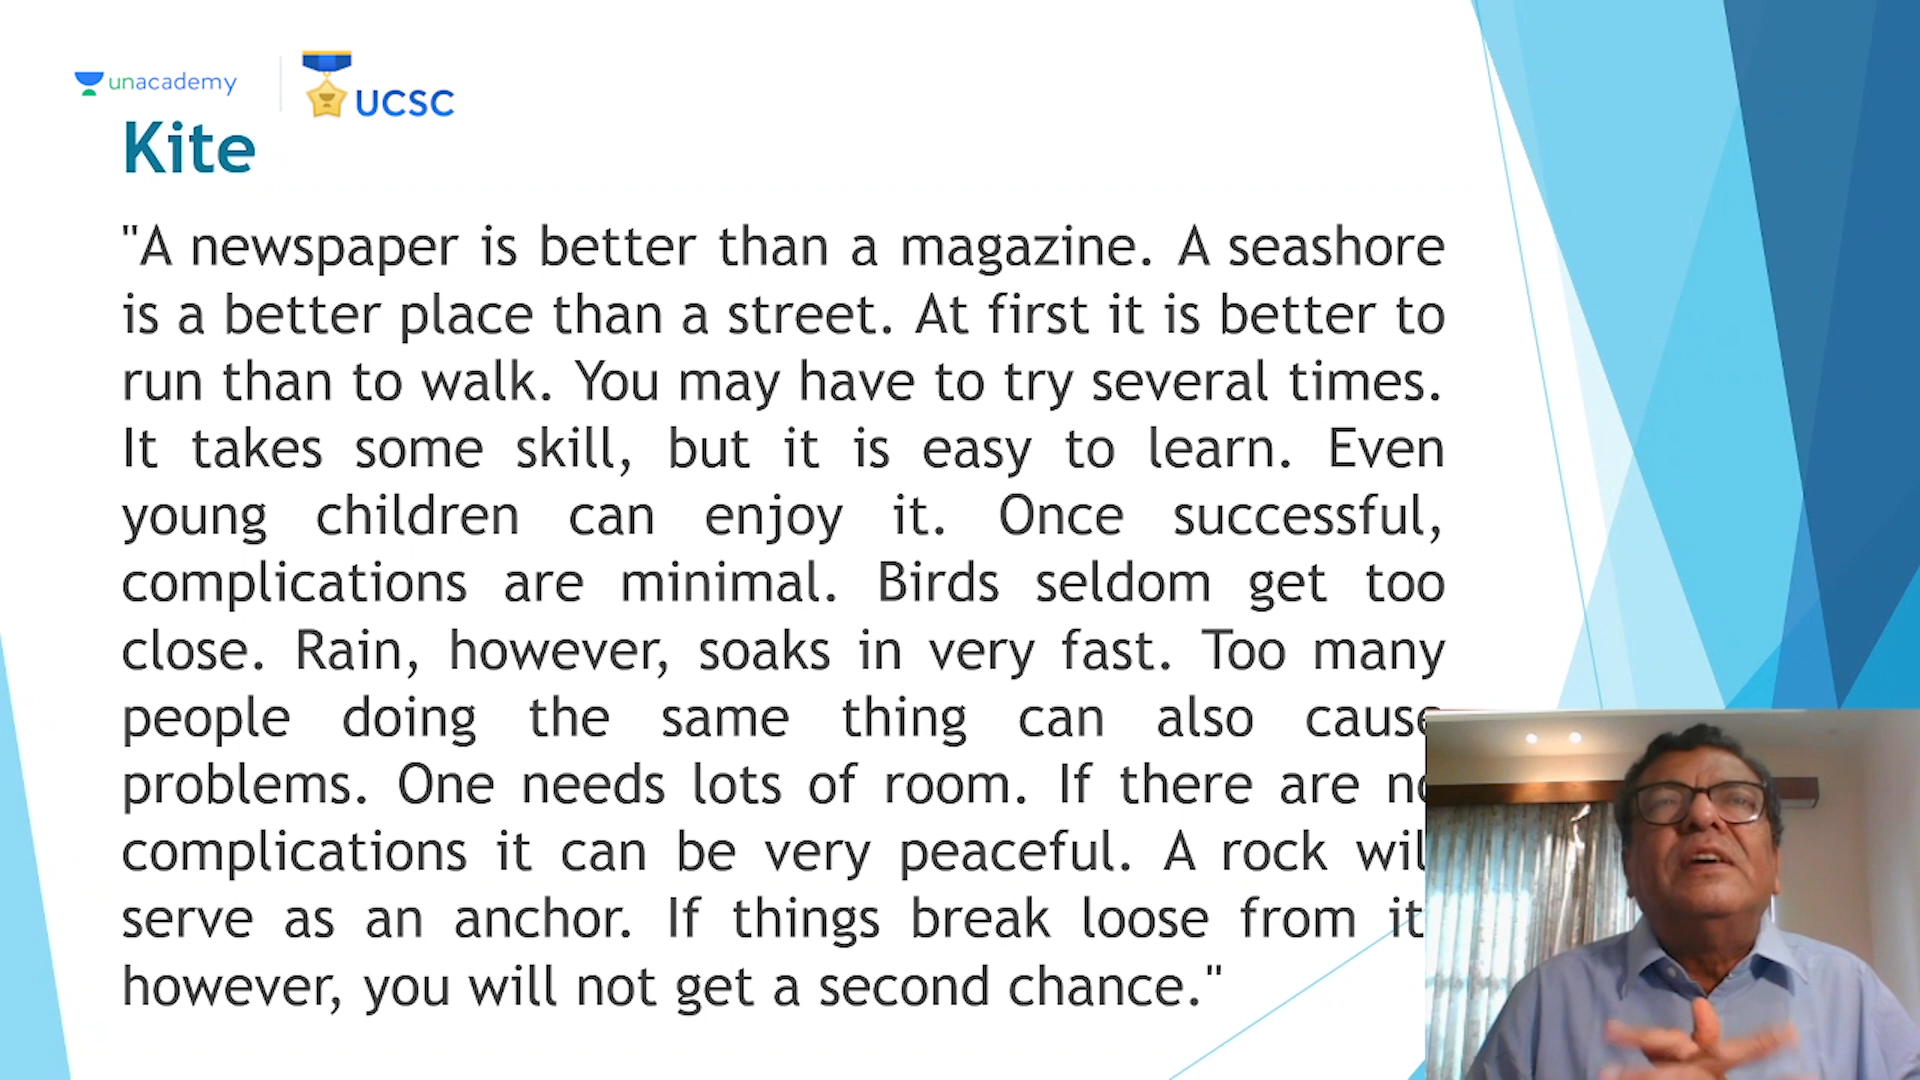 unacademy
UCSC
Kite
"A newspaper is better than a magazine. A seashore
is a better place than a street. At first it is better to
run than to walk. You may have to try several times.
It takes some skill, but it is easy to learn. Even
young children can enjoy it. Once successful,
complications are minimal. Birds seldom get too
close. Rain, however, soaks in very fast. Too many
people doing the same thing can also cause
problems. One needs lots of room. If there are no
complications it can be very peaceful. A rock wil
serve as an anchor. If things break loose from it
however, you will not get a second chance."